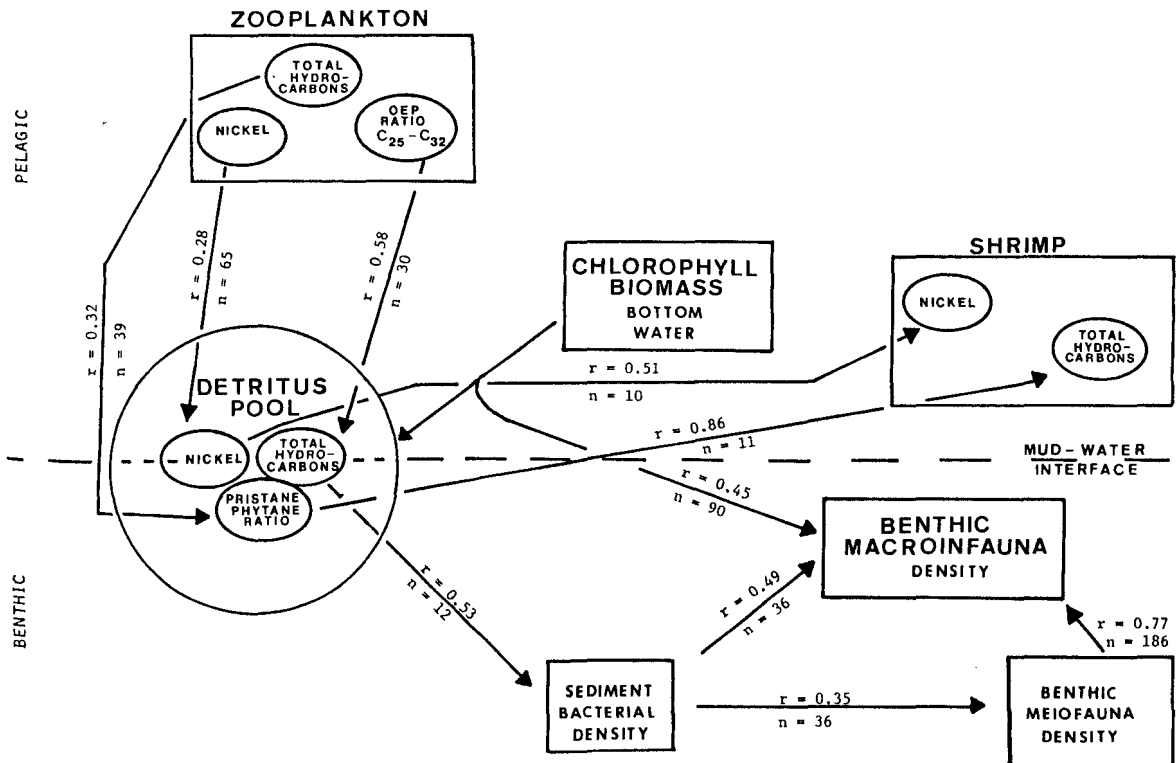 ZOOPLANKTON
TOTAL
HYDRO-
CARBONS
NICKEL
OEP
RATIO
C25-C32
PELAGIC
r = 0.28
n = 65
r = 0.58
n = 30
r = 0.32
n = 39
CHLOROPHYLL
BIOMASS
BOTTOM
WATER
SHRIMP
NICKEL
TOTAL
HYDRO-
CARBONS
DETRITUS
POOL
NICKEL
TOTAL
HYDRO-
CARBONS
PRISTANE
PHYTANE
RATIO
r = 0.51
n = 10
r = 0.86
n = 11
MUD-WATER
INTERFACE
r = 0.45
n = 90
BENTHIC
MACROINFAUNA
DENSITY
BENTHIC
r = 0.53
n = 12
r = 0.49
n = 36
r = 0.77
n = 186
SEDIMENT
BACTERIAL
DENSITY
r = 0,35
n = 36
BENTHIC
MEIOFAUNA
DENSITY